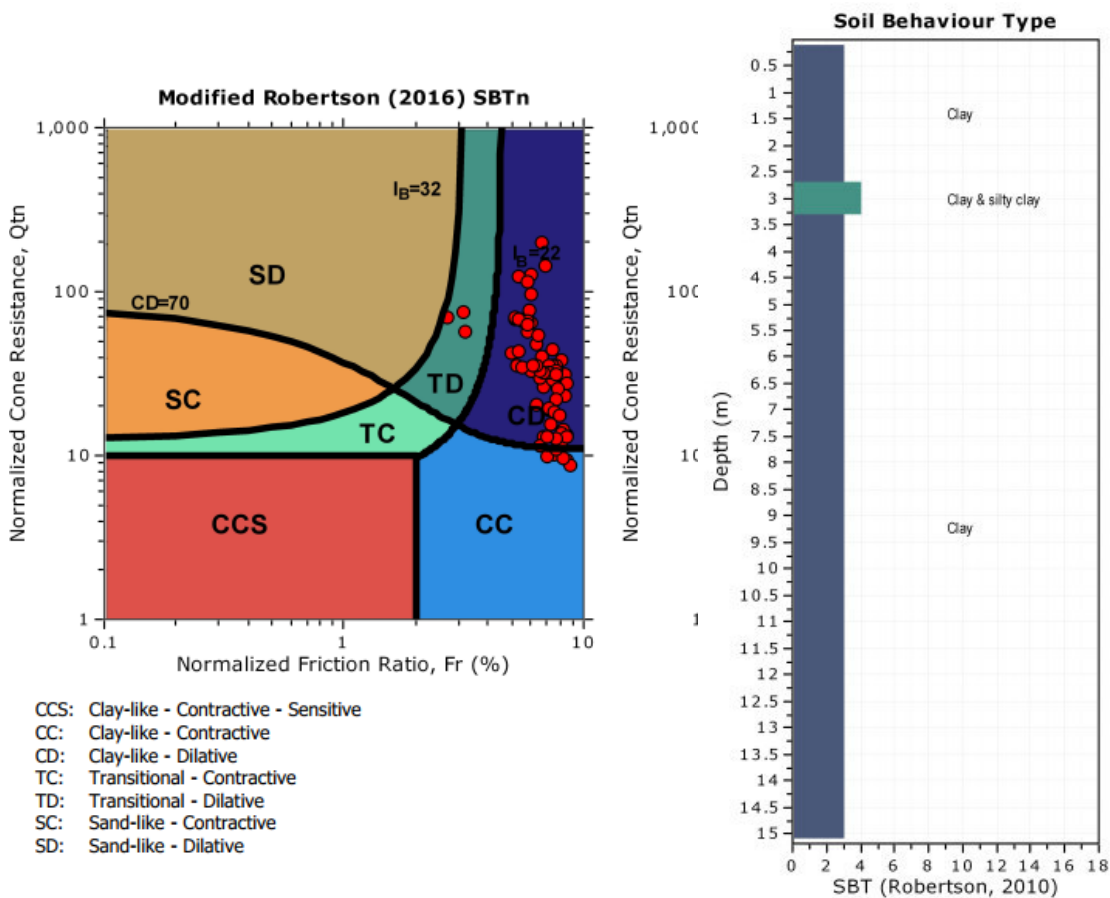 Modified Robertson (2016) SBTn
Normalized Cone Resistance, Qtn
1,000
100
10
1
I_B=32
I_B=22
SD
CD=70
SC
TD
CD
TC
CCS
CC
0.1
1
10
Normalized Friction Ratio, Fr (%)
CCS: Clay-like - Contractive - Sensitive
CC: Clay-like - Contractive
CD: Clay-like - Dilative
TC: Transitional - Contractive
TD: Transitional - Dilative
SC: Sand-like - Contractive
SD: Sand-like - Dilative
Normalized Cone Resistance, Qtn
1,000
100
10
1
Soil Behaviour Type
Depth (m)
0.5
1
1.5
2
2.5
3
3.5
4
4.5
5
5.5
6
6.5
7
7.5
8
8.5
9
9.5
10
10.5
11
11.5
12
12.5
13
13.5
14
14.5
15
Clay
Clay & silty clay
Clay
0 2 4 6 8 10 12 14 16 18
SBT (Robertson, 2010)